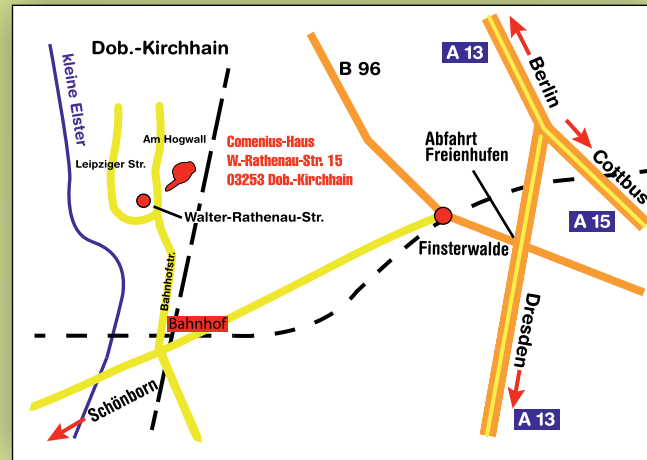 Dob.-Kirchhain
kleine Elster
B 96
A 13
Berlin
Am Hogwall
Leipziger Str.
Comenius-Haus
W.-Rathenau-Str. 15
03253 Dob.-Kirchhain
Abfahrt
Freienhufen
Cottbus
Walter-Rathenau-Str.
A 15
Finsterwalde
Bahnhofstr.
Bahnhof
Dresden
Schönborn
A 13